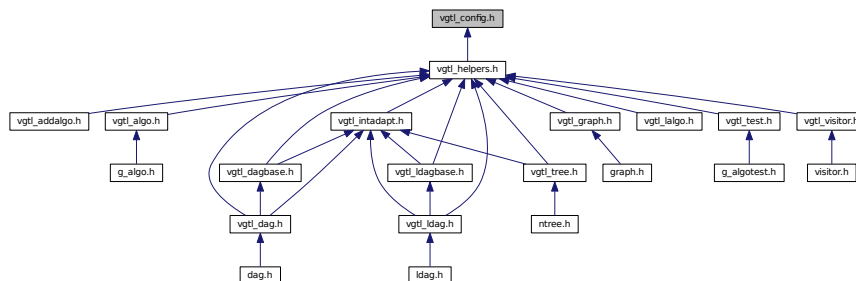 vgtl_config.h
vgtl_helpers.h
vgtl_addalgo.h
vgtl_algo.h
vgtl_intadapt.h
vgtl_graph.h
vgtl_lalgo.h
vgtl_test.h
vgtl_visitor.h
g_algo.h
vgtl_dagbase.h
vgtl_ldagbase.h
vgtl_tree.h
graph.h
g_algotest.h
visitor.h
vgtl_dag.h
vgtl_ldag.h
ntree.h
dag.h
ldag.h